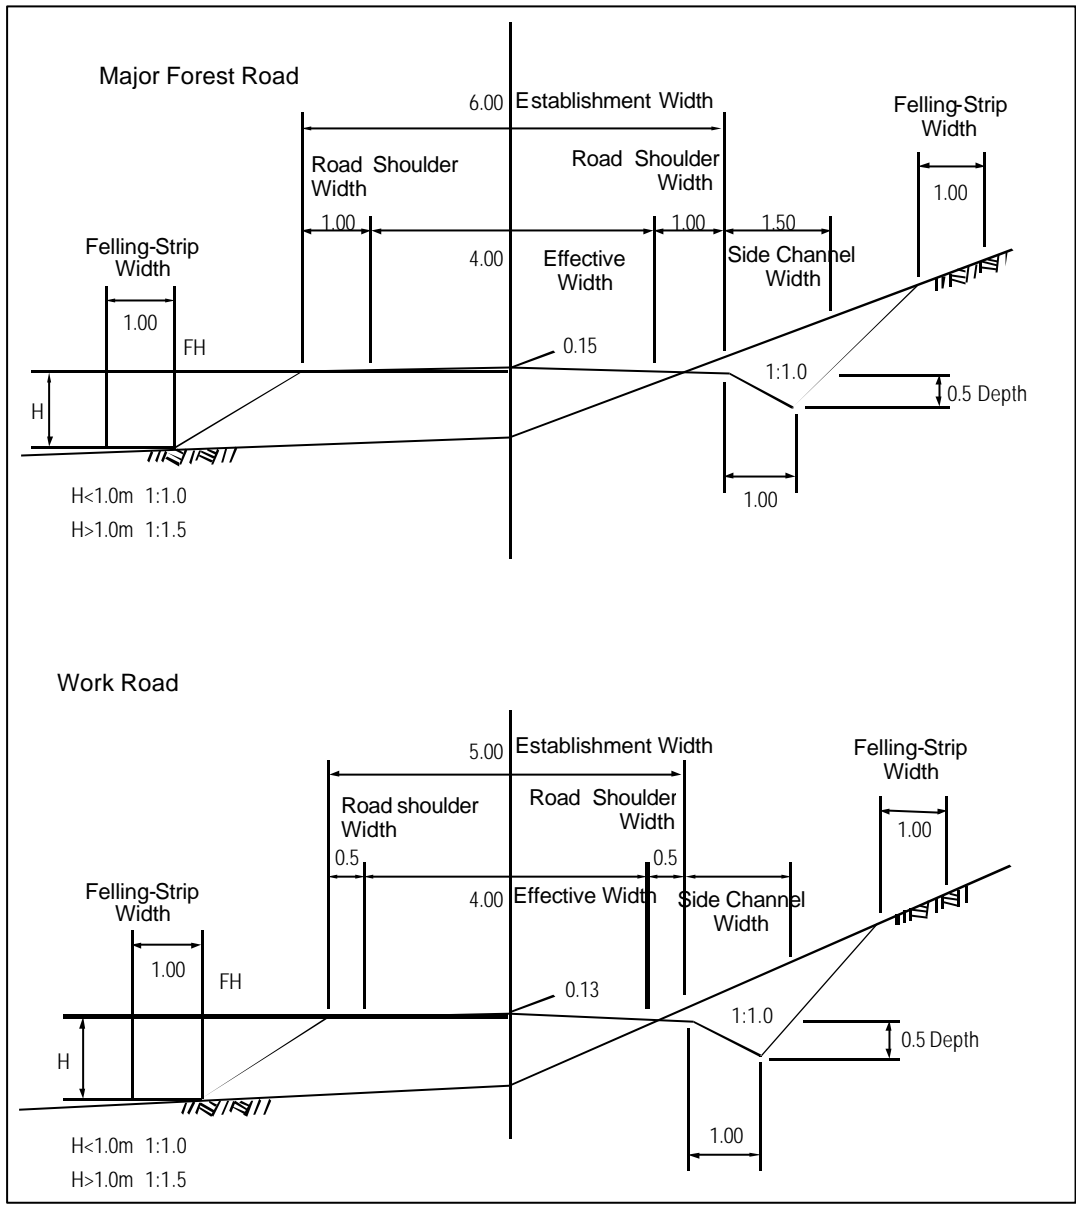 Major Forest Road
6.00 Establishment Width
Felling-Strip
Width
Road Shoulder
Width
Road Shoulder
Width
1.00
1.00
1.00
1.50
Felling-Strip
Width
4.00
Effective
Width
Side Channel
Width
1.00
FH
0.15
1:1.0
H
0.5 Depth
1.00
H<1.0m 1:1.0
H>1.0m 1:1.5
Work Road
5.00 Establishment Width
Felling-Strip
Width
Road shoulder
Width
Road Shoulder
Width
1.00
0.5
0.5
Felling-Strip
Width
4.00 Effective Width
Side Channel
Width
1.00
FH
0.13
1:1.0
H
0.5 Depth
1.00
H<1.0m 1:1.0
H>1.0m 1:1.5